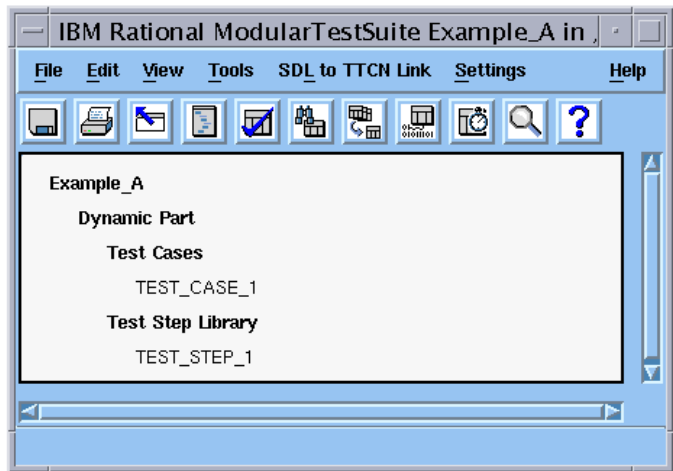 IBM Rational ModularTestSuite Example_A in ,
File Edit View Tools SDL to TTCN Link Settings Help
?
Example_A
Dynamic Part
Test Cases
TEST_CASE_1
Test Step Library
TEST_STEP_1